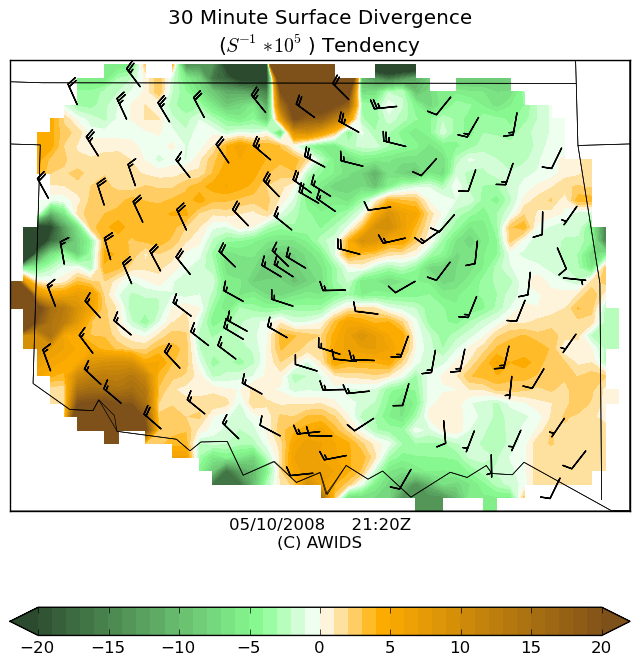 30 Minute Surface Divergence
(S⁻¹ *10⁵ ) Tendency
05/10/2008 21:20Z
(C) AWIDS
−20 −15 −10 −5 0 5 10 15 20